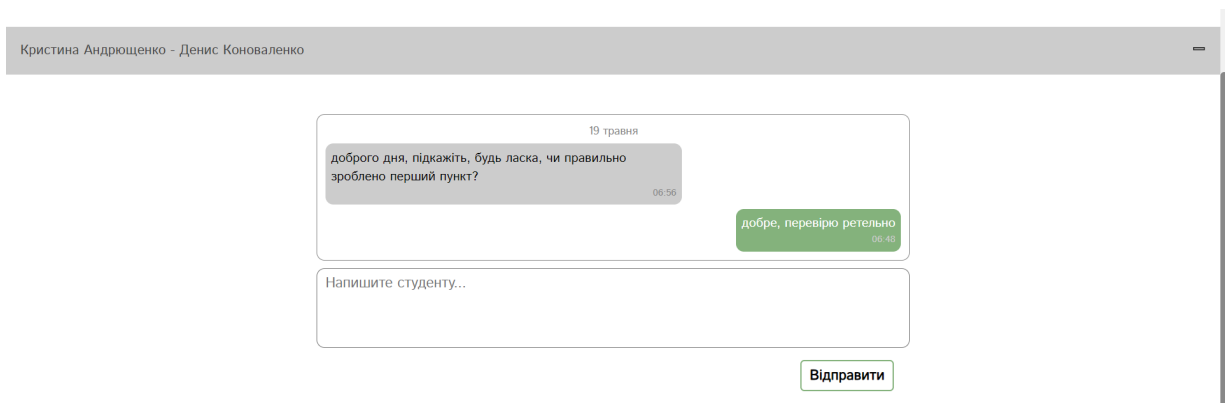 Кристина Андрющенко - Денис Коноваленко
19 травня
доброго дня, підкажіть, будь ласка, чи правильно
зроблено перший пункт?
06:56
добре, перевірю ретельно
06:48
Напишите студенту...
Відправити